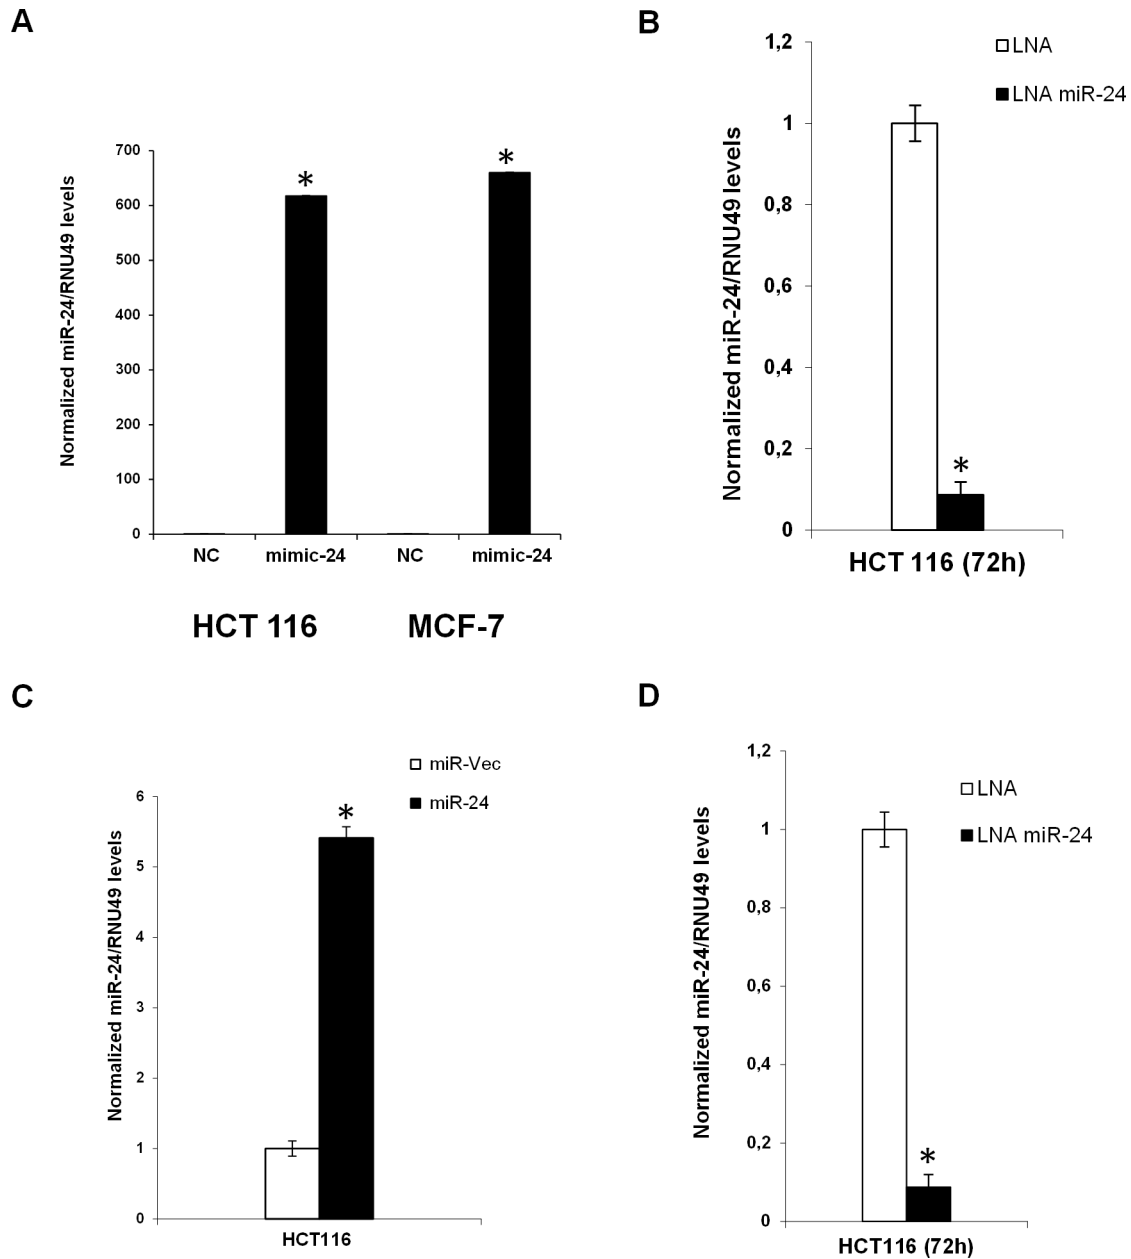 A
Normalized miR-24/RNU49 levels
700
600
500
400
300
200
100
0
*
*
NC
mimic-24
NC
mimic-24
HCT 116
MCF-7
B
LNA
LNA miR-24
Normalized miR-24/RNU49 levels
1,2
1
0,8
0,6
0,4
0,2
0
*
HCT 116 (72h)
C
miR-Vec
miR-24
Normalized miR-24/RNU49 levels
6
5
4
3
2
1
0
*
HCT116
D
LNA
LNA miR-24
Normalized miR-24/RNU49 levels
1,2
1
0,8
0,6
0,4
0,2
0
*
HCT116 (72h)